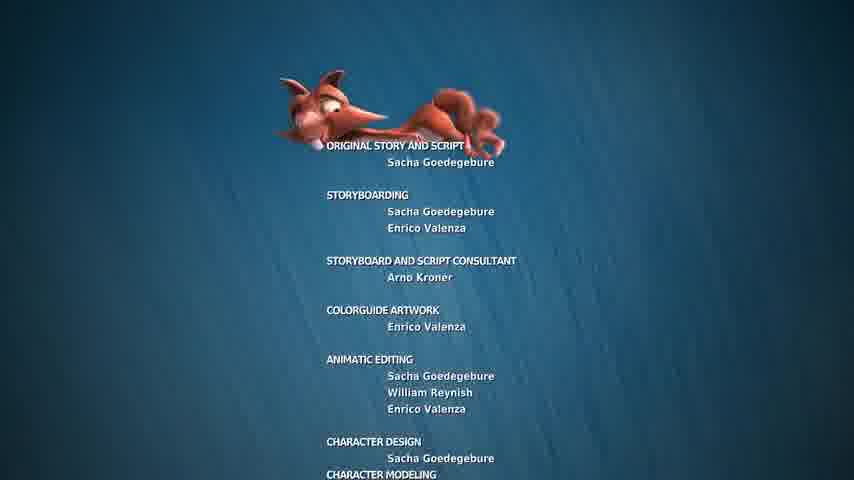 ORIGINAL STORY AND SCRIPT
Sacha Goedegebure
STORYBOARDING
Sacha Goedegebure
Enrico Valenza
STORYBOARD AND SCRIPT CONSULTANT
Arno Kroner
COLORGUIDE ARTWORK
Enrico Valenza
ANIMATIC EDITING
Sacha Goedegebure
William Reynish
Enrico Valenza
CHARACTER DESIGN
Sacha Goedegebure
CHARACTER MODELING